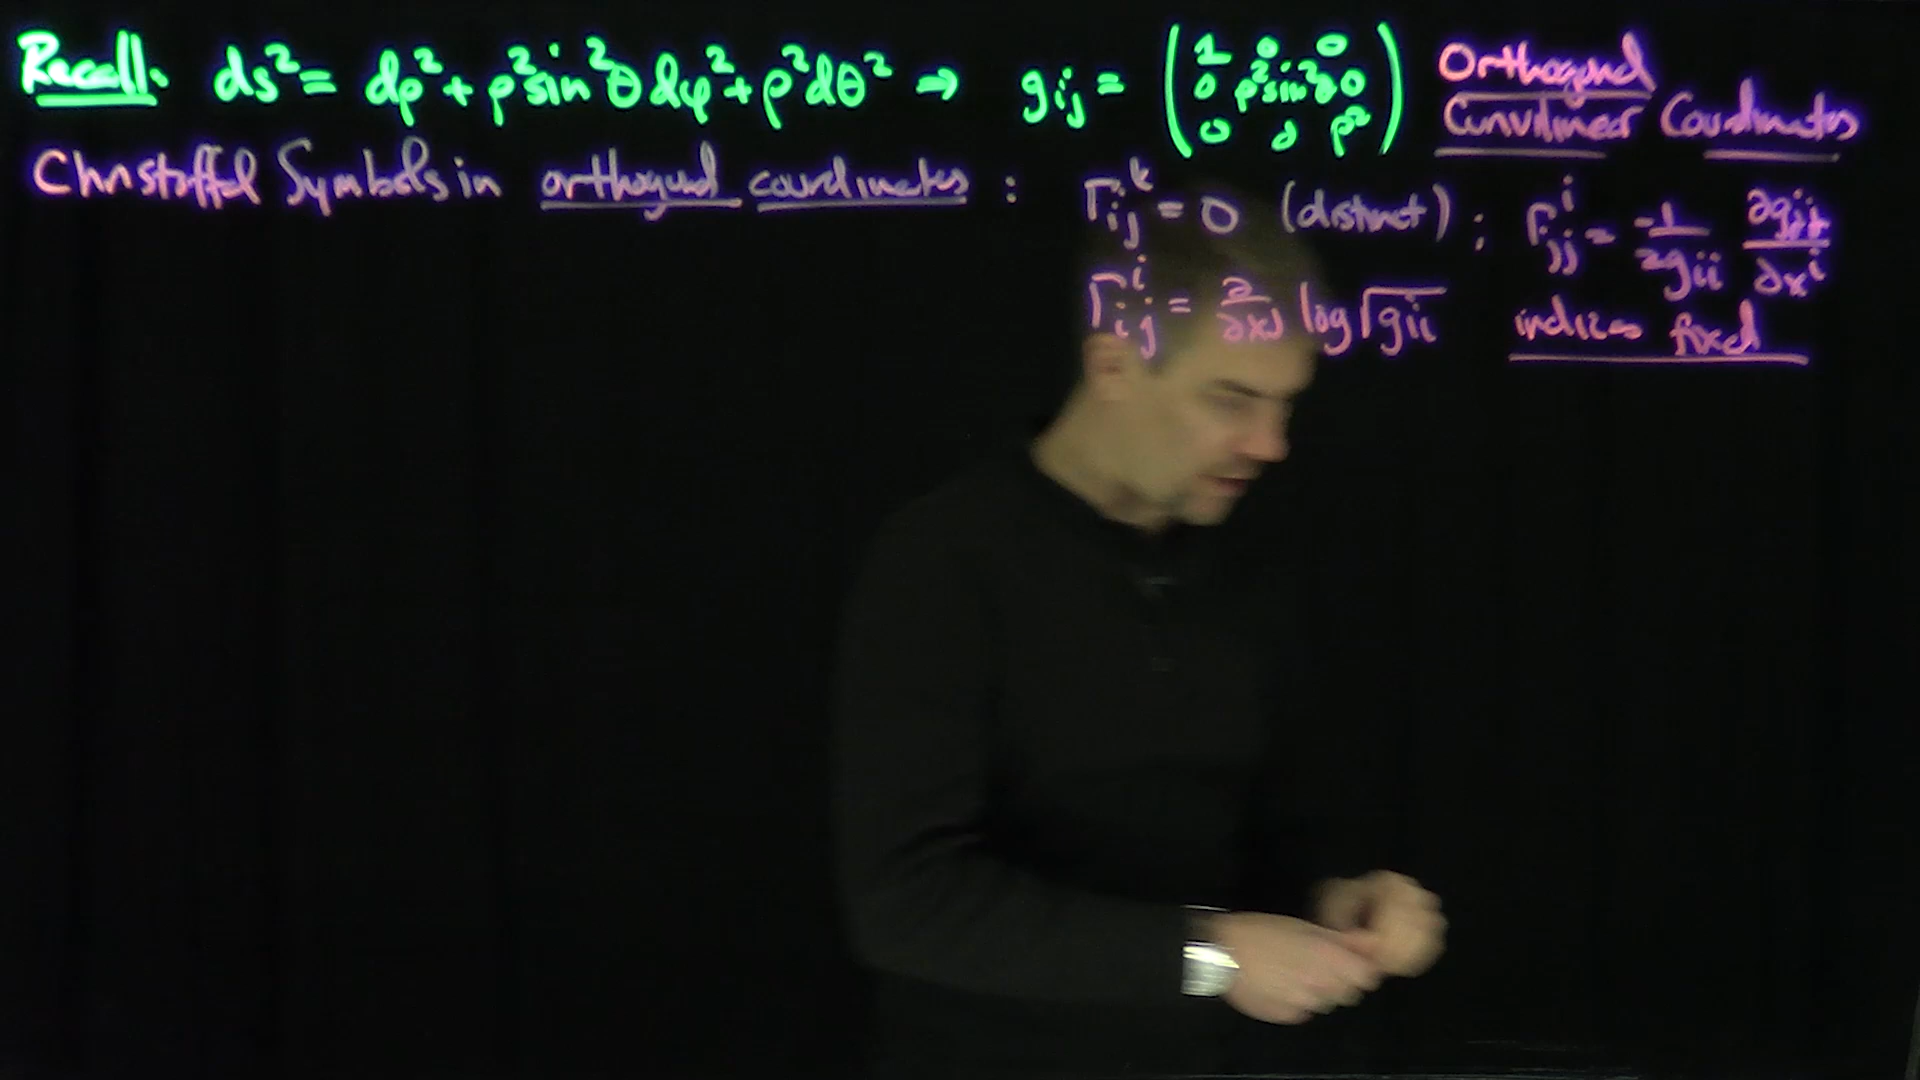 Recall: ds² = dρ² + ρ²sin²θ dφ² + ρ²dθ² ⇒ gij = (1 0 0
0 ρ²sin²θ 0
0 0 ρ²)
Orthogonal
Curvilinear Coordinates
Christoffel Symbols in orthogonal coordinates : Γᵏij = 0 (distinct) ; Γⁱjj = -1/2gii ∂gjj/∂xⁱ
Γⁱij = ∂/∂xʲ log √gii indices fixed